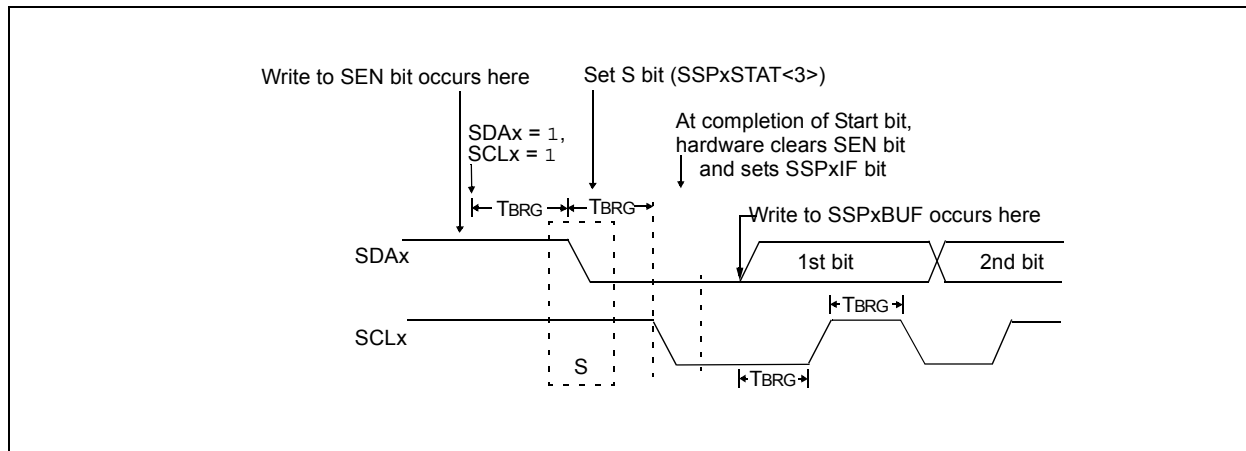 Write to SEN bit occurs here
Set S bit (SSPxSTAT<3>)
SDAx = 1,
SCLx = 1
At completion of Start bit,
hardware clears SEN bit
and sets SSPxIF bit
TBRG
TBRG
Write to SSPxBUF occurs here
SDAx
1st bit
2nd bit
TBRG
SCLx
S
TBRG